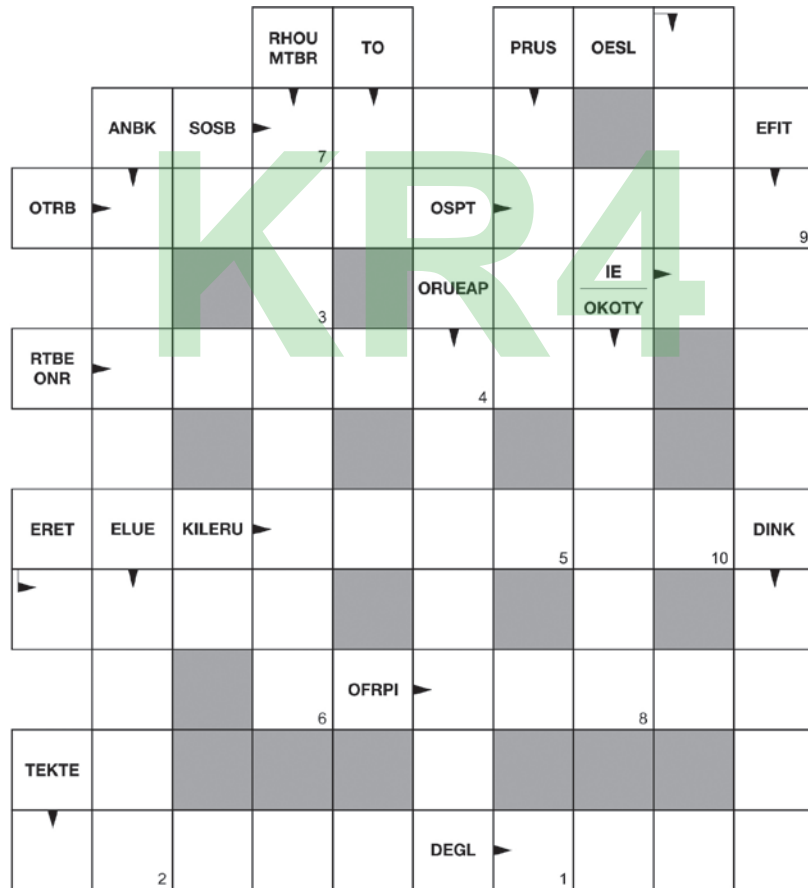 RHOU
MTBR
TO
PRUS
OESL
ANBK
SOSB
EFIT
7
OTRB
OSPT
9
ORUEAP
IE
OKOTY
3
RTBE
ONR
4
ERET
ELUE
KILERU
DINK
5
10
OFRPI
6
8
TEKTE
DEGL
2
1
KR4